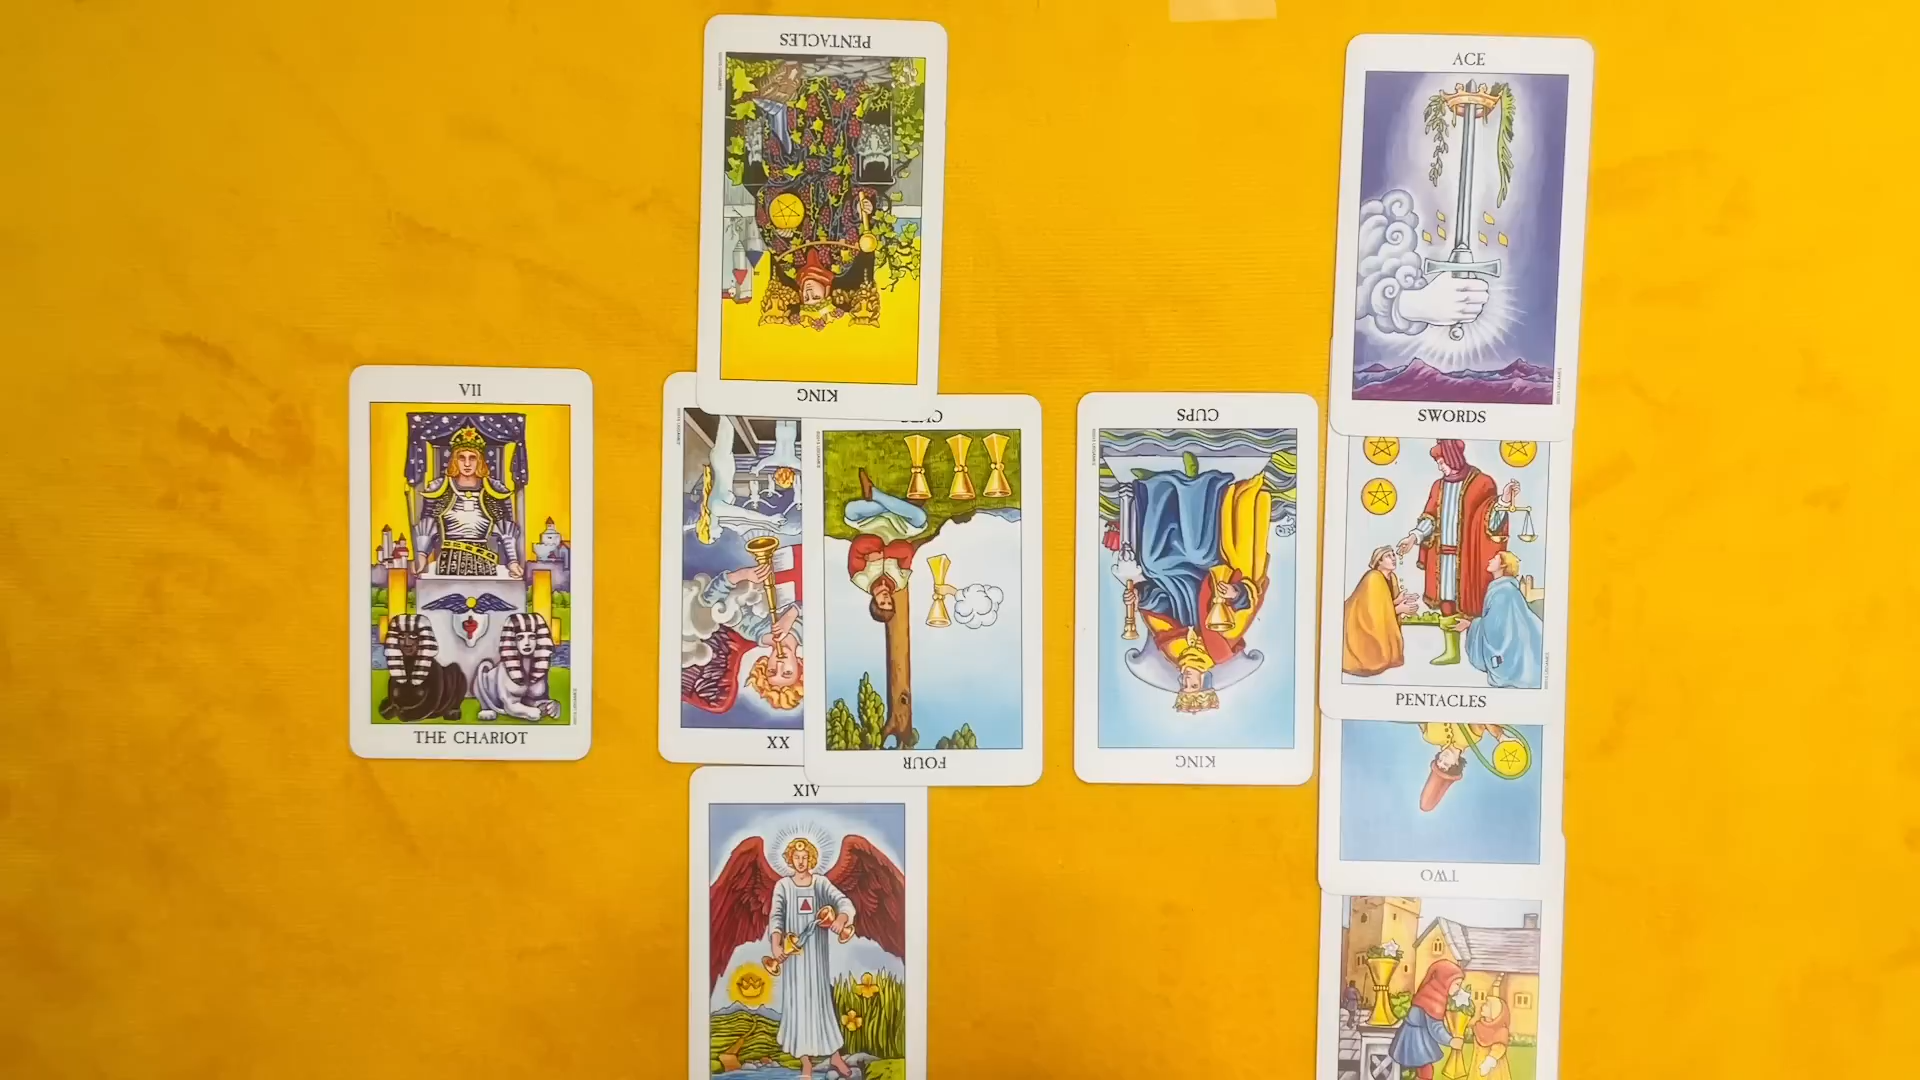 PENTACLES
KING
ACE
SWORDS
VII
THE CHARIOT
XX
FOUR
CUPS
KING
PENTACLES
TWO
XIV